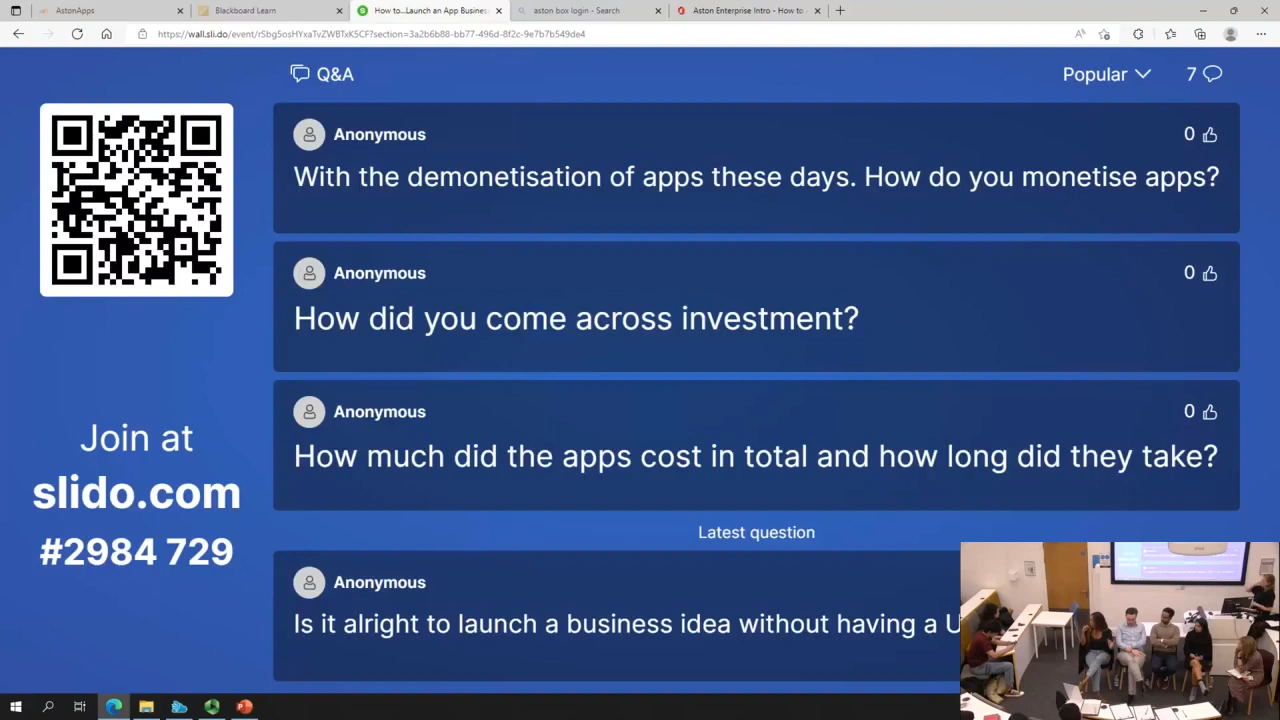 AstonApps
Blackboard Learn
How to...Launch an App Busines
aston box login - Search
Aston Enterprise Intro - How to
https://wall.sli.do/event/rSbg5osHYxaTvZWBTxK5CF?section=3a2b6b88-bb77-496d-8f2c-9e7b7b549de4
Q&A
Popular
7
Anonymous
0
With the demonetisation of apps these days. How do you monetise apps?
Anonymous
0
How did you come across investment?
Anonymous
0
How much did the apps cost in total and how long did they take?
Join at
slido.com
#2984 729
Latest question
Anonymous
Is it alright to launch a business idea without having a U